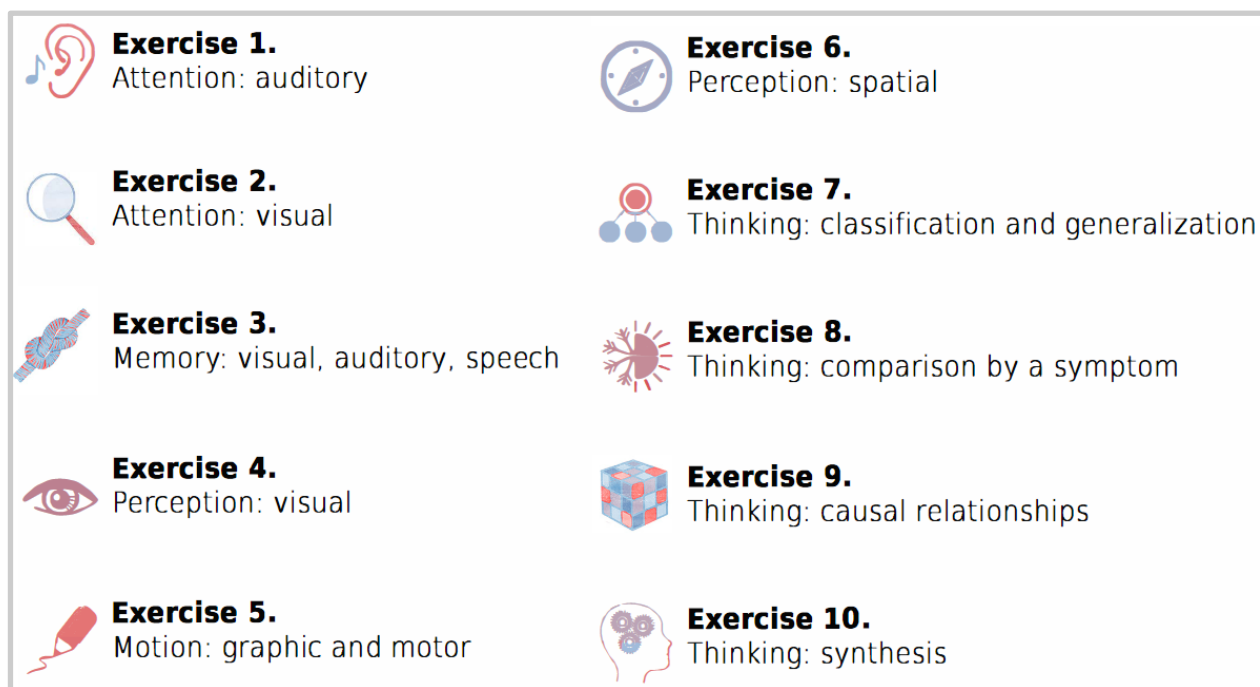 Exercise 1.
Attention: auditory
Exercise 2.
Attention: visual
Exercise 3.
Memory: visual, auditory, speech
Exercise 4.
Perception: visual
Exercise 5.
Motion: graphic and motor
Exercise 6.
Perception: spatial
Exercise 7.
Thinking: classification and generalization
Exercise 8.
Thinking: comparison by a symptom
Exercise 9.
Thinking: causal relationships
Exercise 10.
Thinking: synthesis